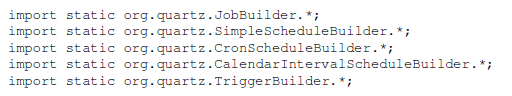 import static org.quartz.JobBuilder.*;
import static org.quartz.SimpleScheduleBuilder.*;
import static org.quartz.CronScheduleBuilder.*;
import static org.quartz.CalendarIntervalScheduleBuilder.*;
import static org.quartz.TriggerBuilder.*;